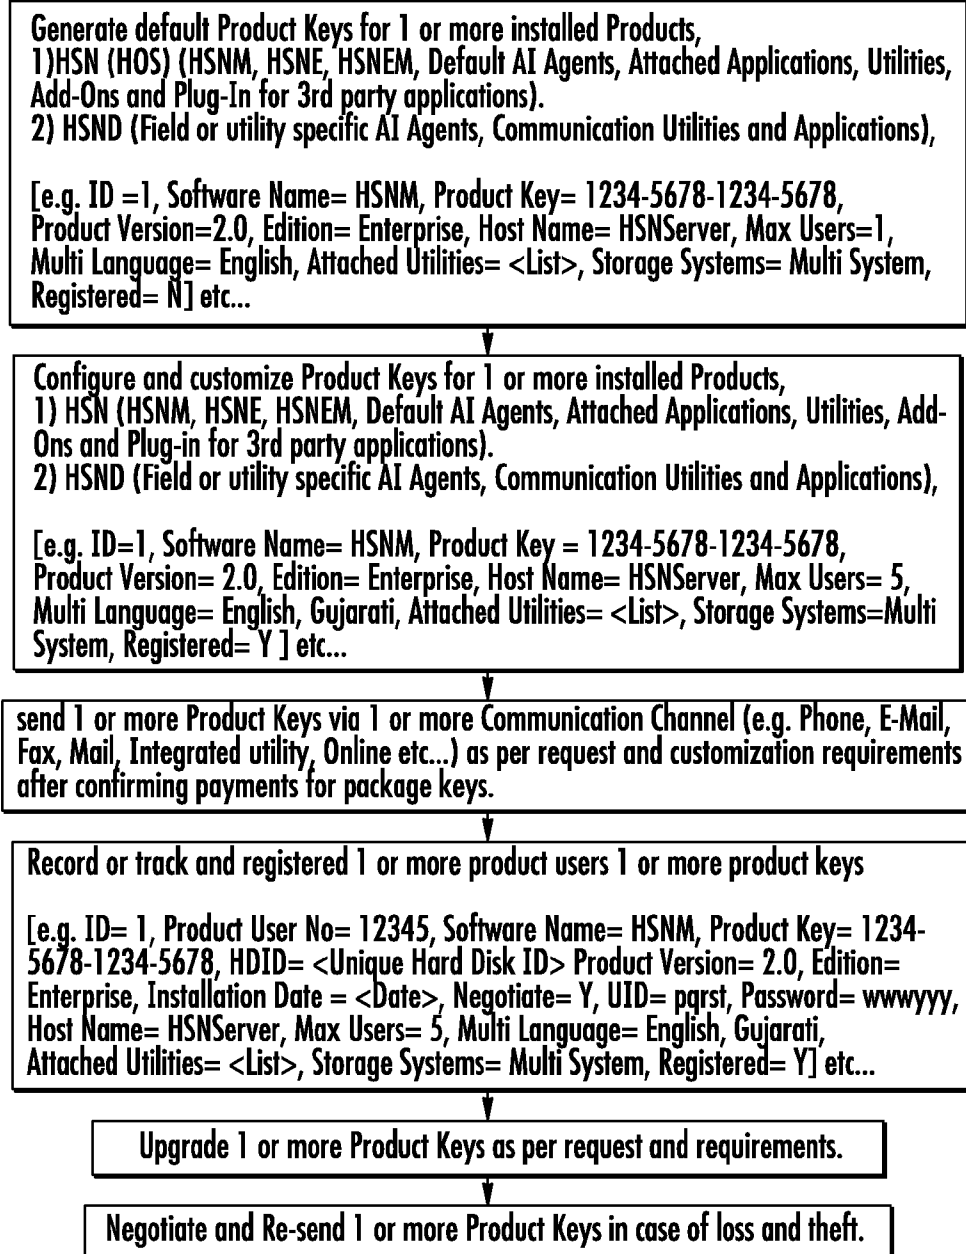 Generate default Product Keys for 1 or more installed Products,
1)HSN (HOS) (HSNM, HSNE, HSNEM, Default AI Agents, Attached Applications, Utilities,
Add-Ons and Plug-In for 3rd party applications).
2) HSND (Field or utility specific AI Agents, Communication Utilities and Applications),
[e.g. ID =1, Software Name= HSNM, Product Key= 1234-5678-1234-5678,
Product Version=2.0, Edition= Enterprise, Host Name= HSNServer, Max Users=1,
Multi Language= English, Attached Utilities= <List>, Storage Systems= Multi System,
Registered= N] etc...
Configure and customize Product Keys for 1 or more installed Products,
1) HSN (HSNM, HSNE, HSNEM, Default AI Agents, Attached Applications, Utilities, Add-
Ons and Plug-in for 3rd party applications).
2) HSND (Field or utility specific AI Agents, Communication Utilities and Applications),
[e.g. ID=1, Software Name= HSNM, Product Key = 1234-5678-1234-5678,
Product Version= 2.0, Edition= Enterprise, Host Name= HSNServer, Max Users= 5,
Multi Language= English, Gujarati, Attached Utilities= <List>, Storage Systems=Multi
System, Registered= Y ] etc...
send 1 or more Product Keys via 1 or more Communication Channel (e.g. Phone, E-Mail,
Fax, Mail, Integrated utility, Online etc...) as per request and customization requirements
after confirming payments for package keys.
Record or track and registered 1 or more product users 1 or more product keys
[e.g. ID= 1, Product User No= 12345, Software Name= HSNM, Product Key= 1234-
5678-1234-5678, HDID= <Unique Hard Disk ID> Product Version= 2.0, Edition=
Enterprise, Installation Date = <Date>, Negotiate= Y, UID= pqrst, Password= wwwyyy,
Host Name= HSNServer, Max Users= 5, Multi Language= English, Gujarati,
Attached Utilities= <List>, Storage Systems= Multi System, Registered= Y] etc...
Upgrade 1 or more Product Keys as per request and requirements.
Negotiate and Re-send 1 or more Product Keys in case of loss and theft.